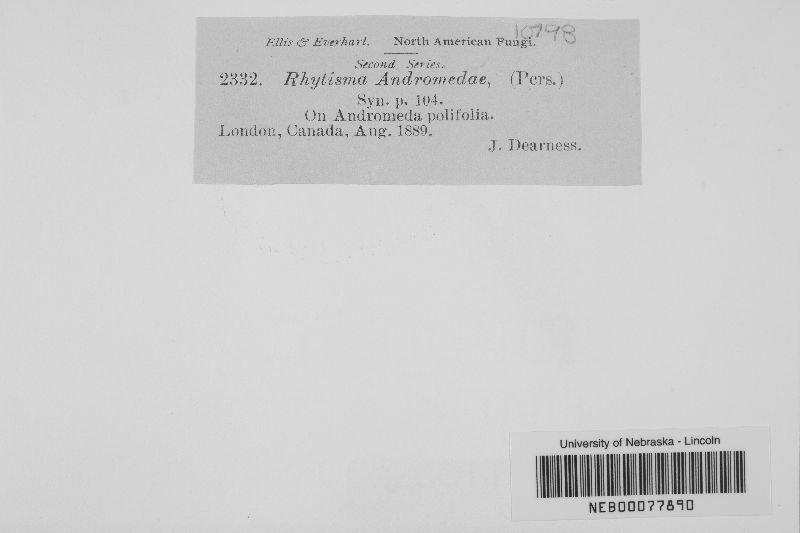 10798
Ellis & Everhart. North American Fungi.
Second Series.
2332. Rhytisma Andromedae, (Pers.)
Syn. p. 104.
On Andromeda polifolia.
London, Canada, Aug. 1889.
J. Dearness.
University of Nebraska - Lincoln
NEB00077890